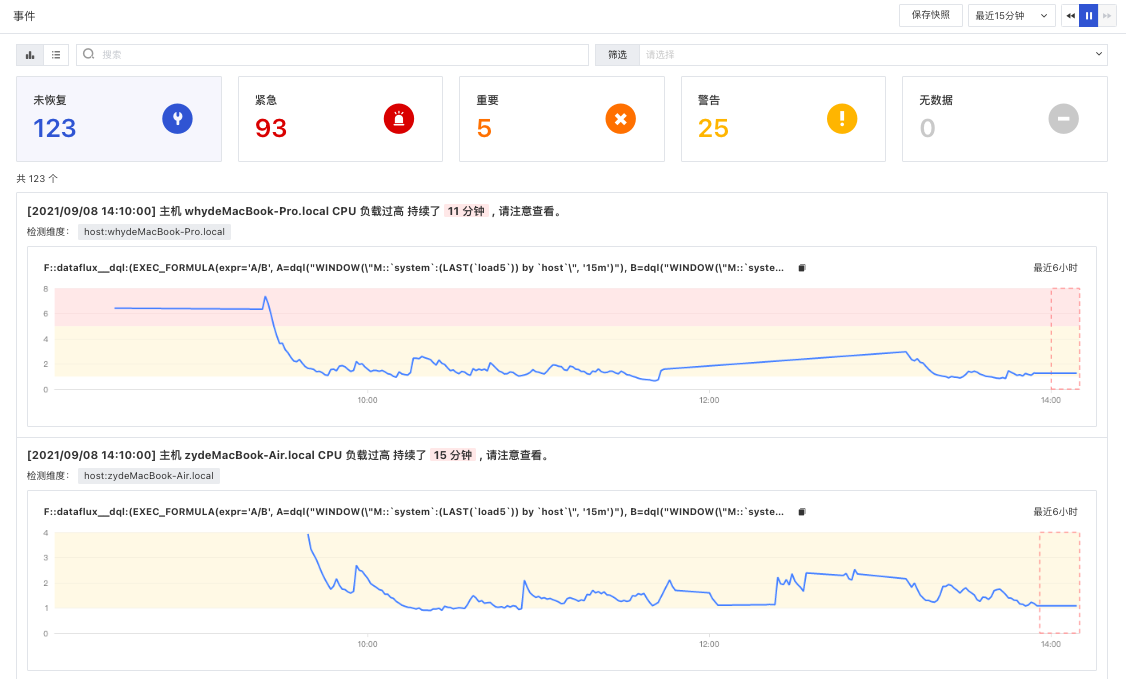 事件
保存快照 最近15分钟
搜索 筛选 请选择
未恢复 紧急 重要 警告 无数据
123 93 5 25 0
共 123 个
[2021/09/08 14:10:00] 主机 whydeMacBook-Pro.local CPU 负载过高 持续了 11 分钟 , 请注意查看。
检测维度： host:whydeMacBook-Pro.local
F::dataflux__dql:(EXEC_FORMULA(expr='A/B', A=dql("WINDOW(\"M::`system`:(LAST(`load5`)) by `host`\", '15m')"), B=dql("WINDOW(\"M::`syste... 最近6小时
8
6
4
2
0
10:00 12:00 14:00
[2021/09/08 14:10:00] 主机 zydeMacBook-Air.local CPU 负载过高 持续了 15 分钟 , 请注意查看。
检测维度： host:zydeMacBook-Air.local
F::dataflux__dql:(EXEC_FORMULA(expr='A/B', A=dql("WINDOW(\"M::`system`:(LAST(`load5`)) by `host`\", '15m')"), B=dql("WINDOW(\"M::`syste... 最近6小时
4
3
2
1
0
10:00 12:00 14:00